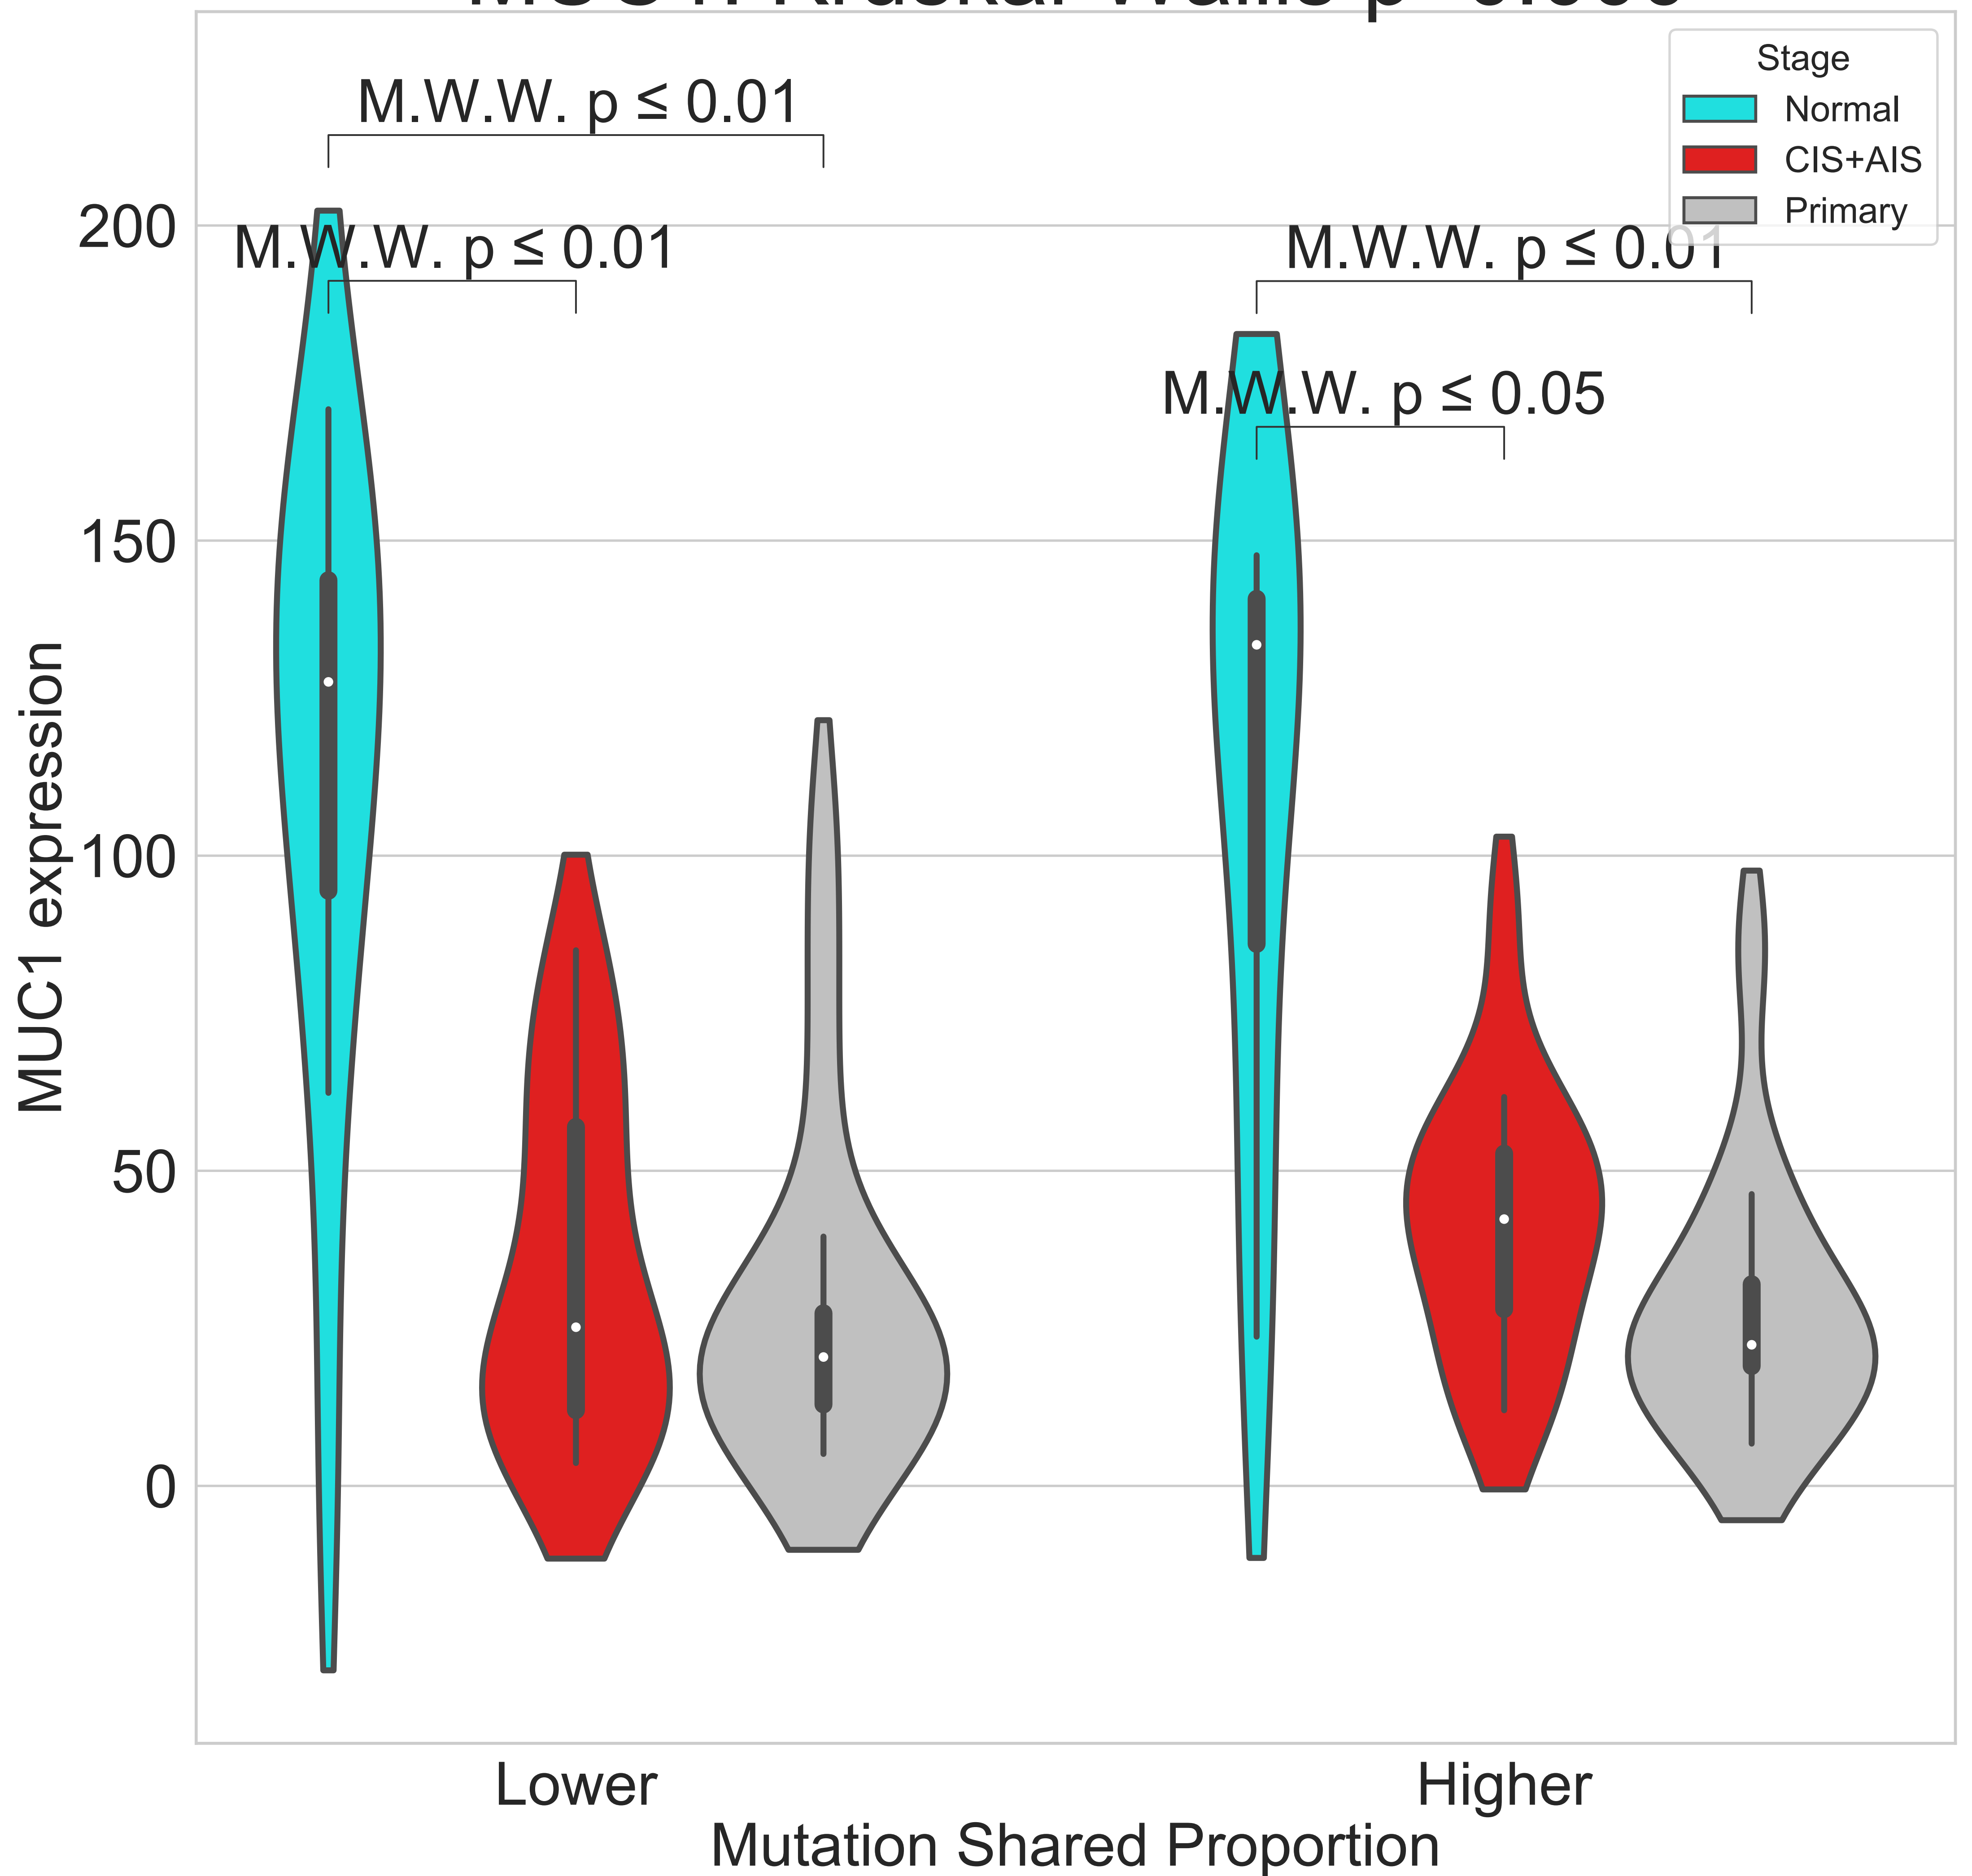 Stage
Normal
CIS+AIS
Primary
M.W.W. p ≤ 0.01
M.W.W. p ≤ 0.01
M.W.W. p ≤ 0.01
M.W.W. p ≤ 0.05
MUC1 expression
200
150
100
50
0
Lower
Higher
Mutation Shared Proportion